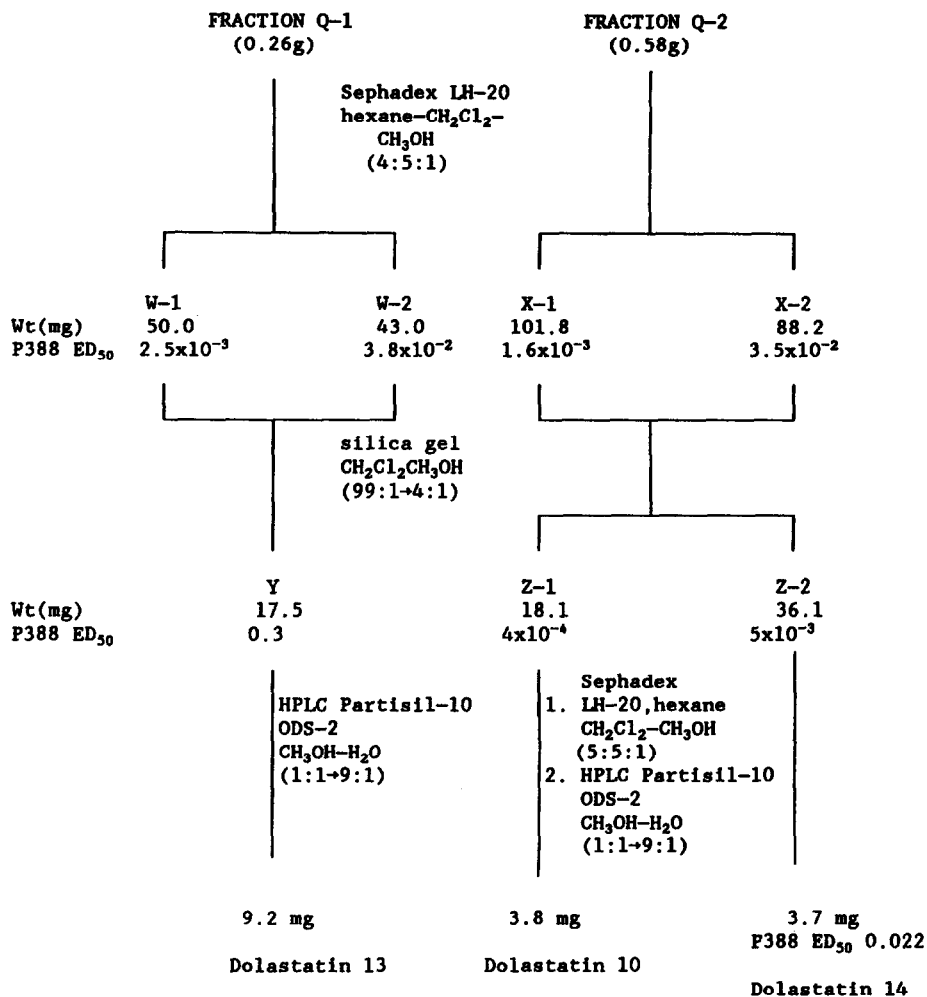 FRACTION Q-1 FRACTION Q-2
(0.26g) (0.58g)
Sephadex LH-20
hexane-CH₂Cl₂-
CH₃OH
(4:5:1)
W-1 W-2 X-1 X-2
Wt(mg) 50.0 43.0 101.8 88.2
P388 ED₅₀ 2.5x10⁻³ 3.8x10⁻² 1.6x10⁻³ 3.5x10⁻²
silica gel
CH₂Cl₂CH₃OH
(99:1→4:1)
Y Z-1 Z-2
Wt(mg) 17.5 18.1 36.1
P388 ED₅₀ 0.3 4x10⁻⁴ 5x10⁻³
HPLC Partisil-10
ODS-2
CH₃OH-H₂O
(1:1→9:1)
Sephadex
1. LH-20,hexane
CH₂Cl₂-CH₃OH
(5:5:1)
2. HPLC Partisil-10
ODS-2
CH₃OH-H₂O
(1:1→9:1)
9.2 mg 3.8 mg 3.7 mg
P388 ED₅₀ 0.022
Dolastatin 13 Dolastatin 10
Dolastatin 14